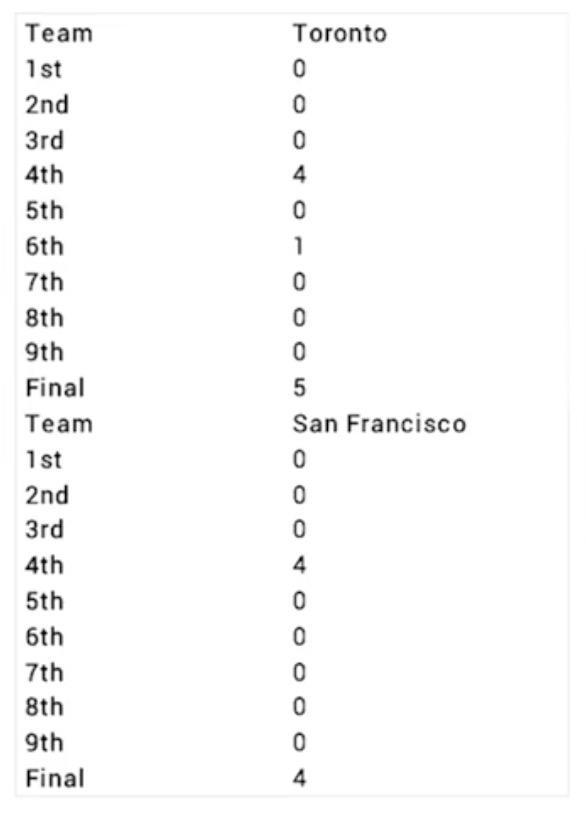 Team Toronto
1st 0
2nd 0
3rd 0
4th 4
5th 0
6th 1
7th 0
8th 0
9th 0
Final 5
Team San Francisco
1st 0
2nd 0
3rd 0
4th 4
5th 0
6th 0
7th 0
8th 0
9th 0
Final 4